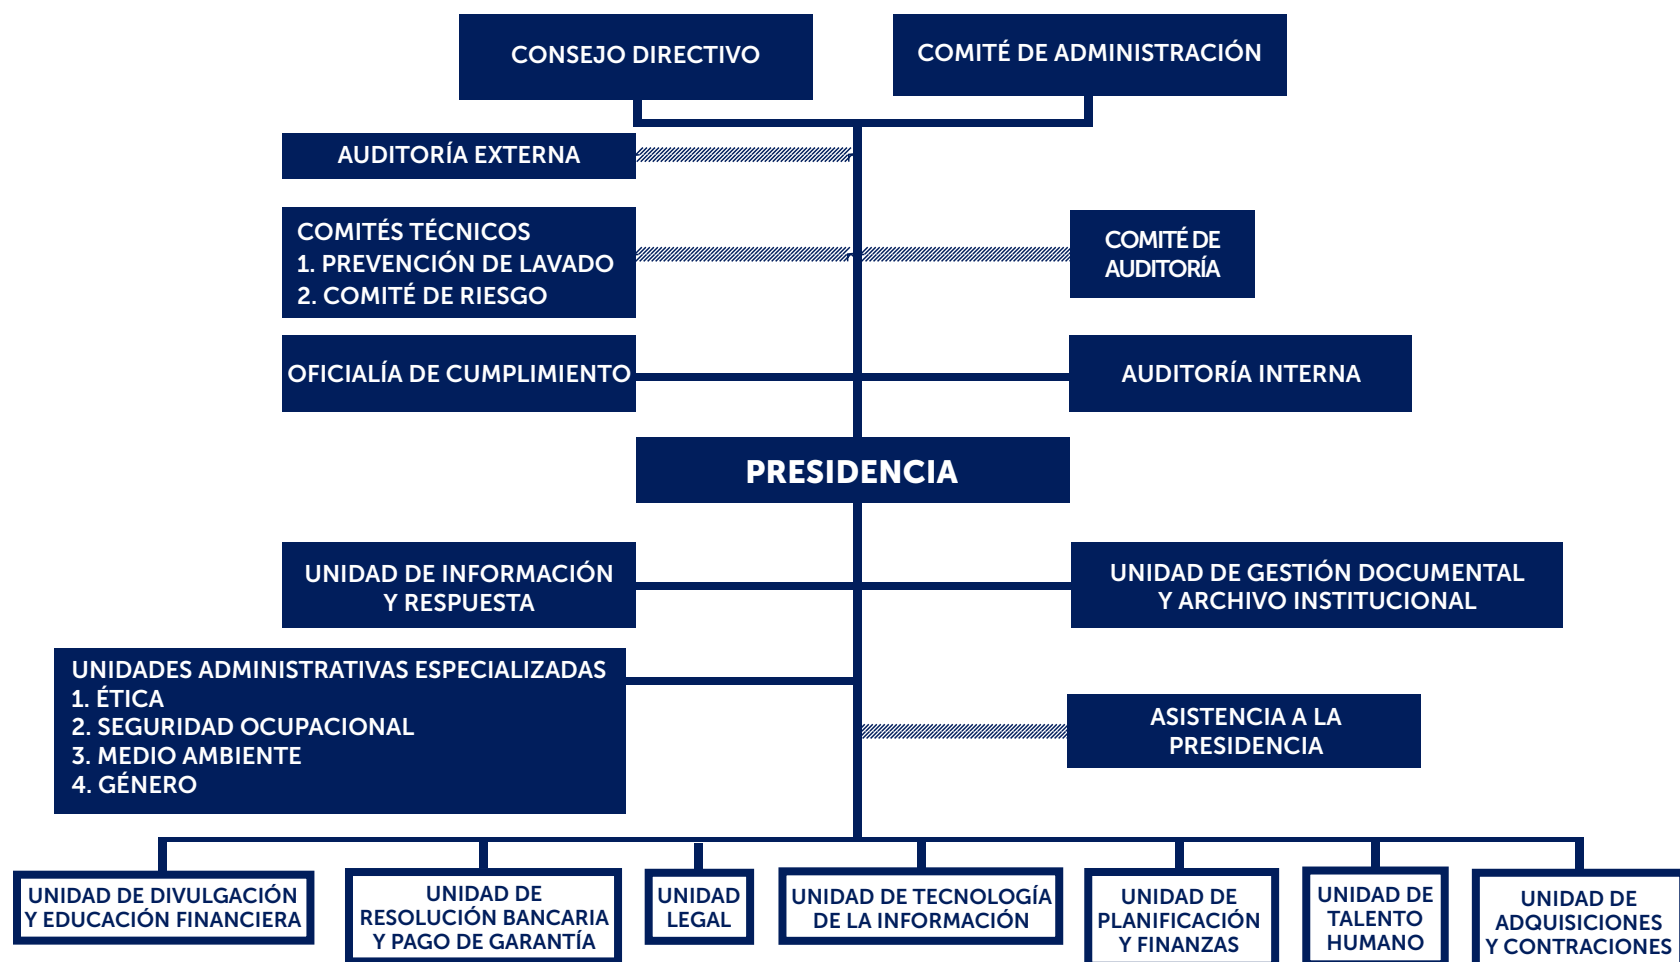 CONSEJO DIRECTIVO
COMITÉ DE ADMINISTRACIÓN
AUDITORÍA EXTERNA
COMITÉS TÉCNICOS
1. PREVENCIÓN DE LAVADO
2. COMITÉ DE RIESGO
COMITÉ DE
AUDITORÍA
OFICIALÍA DE CUMPLIMIENTO
AUDITORÍA INTERNA
PRESIDENCIA
UNIDAD DE INFORMACIÓN
Y RESPUESTA
UNIDAD DE GESTIÓN DOCUMENTAL
Y ARCHIVO INSTITUCIONAL
UNIDADES ADMINISTRATIVAS ESPECIALIZADAS
1. ÉTICA
2. SEGURIDAD OCUPACIONAL
3. MEDIO AMBIENTE
4. GÉNERO
ASISTENCIA A LA
PRESIDENCIA
UNIDAD DE DIVULGACIÓN
Y EDUCACIÓN FINANCIERA
UNIDAD DE
RESOLUCIÓN BANCARIA
Y PAGO DE GARANTÍA
UNIDAD
LEGAL
UNIDAD DE TECNOLOGÍA
DE LA INFORMACIÓN
UNIDAD DE
PLANIFICACIÓN
Y FINANZAS
UNIDAD DE
TALENTO
HUMANO
UNIDAD DE
ADQUISICIONES
Y CONTRACIONES